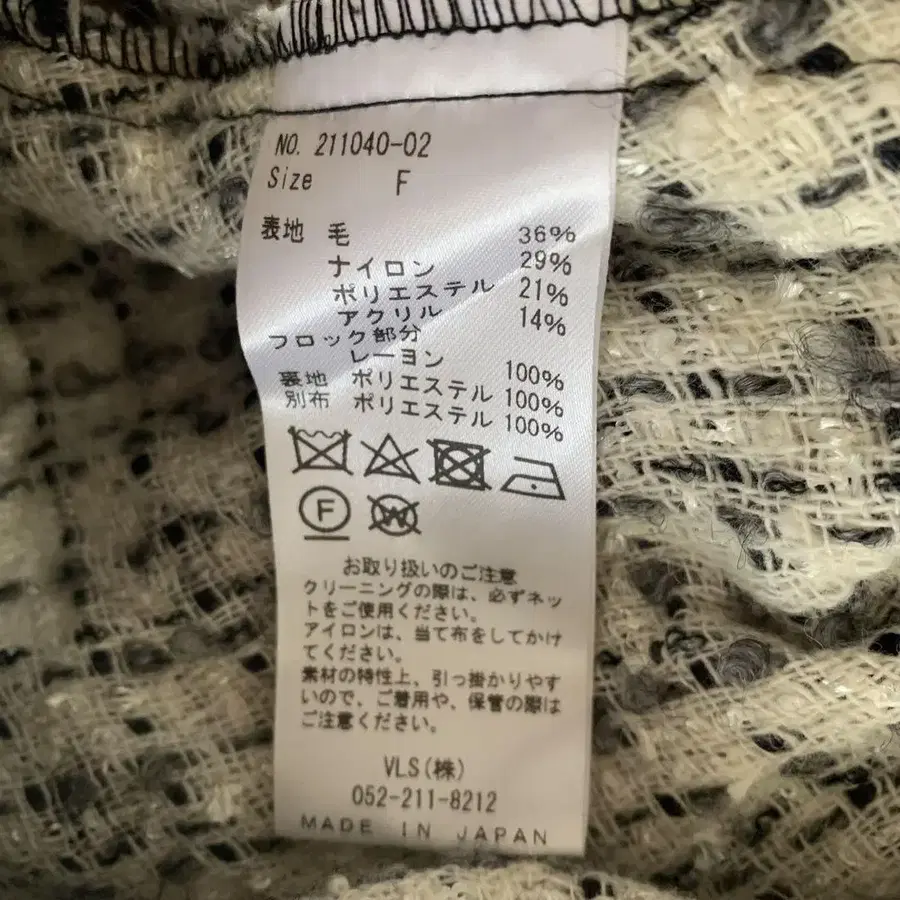 NO. 211040-02
Size F
表地 毛 36%
ナイロン 29%
ポリエステル 21%
アクリル 14%
フロック部分
レーヨン 100%
裏地 ポリエステル 100%
別布 ポリエステル 100%
F
W
お取り扱いのご注意
クリーニングの際は、必ずネッ
トをご使用ください。
アイロンは、当て布をしてかけ
てください。
素材の特性上、引っ掛かりやす
いので、ご着用や、保管の際は
ご注意ください。
VLS(株)
052-211-8212
MADE IN JAPAN